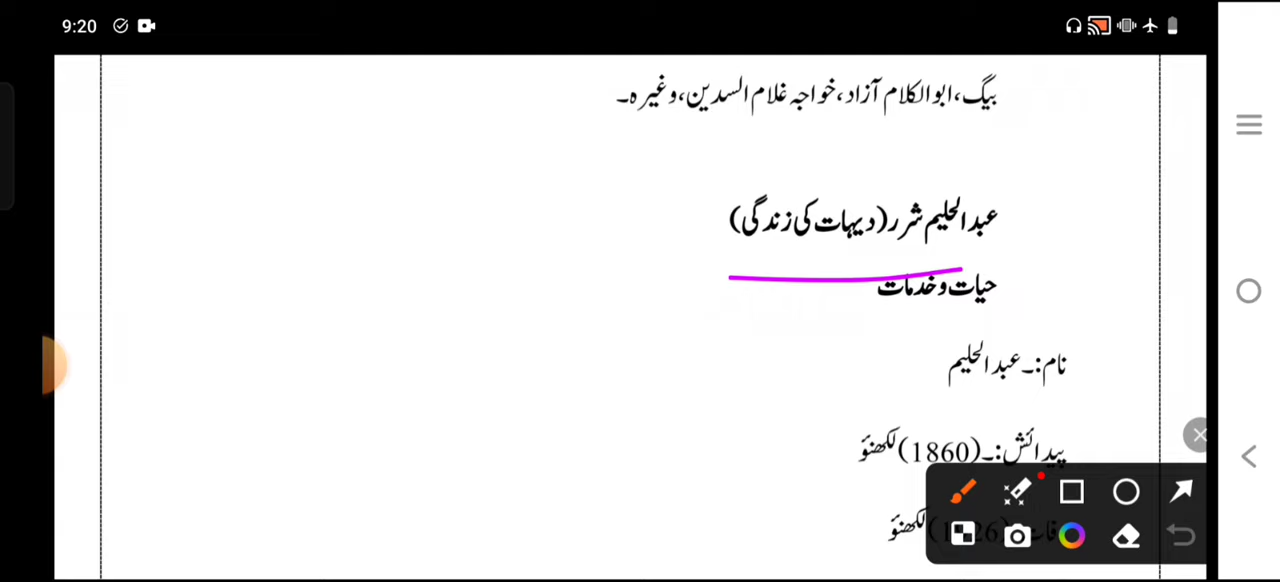 9:20
بیگ، ابوالکلام آزاد، خواجہ غلام السدین، وغیرہ۔
عبدالحلیم شرر (دیہات کی زندگی)
حیات و خدمات
نام:۔ عبدالحلیم
پیدائش:۔ (1860) لکھنؤ
لکھنؤ